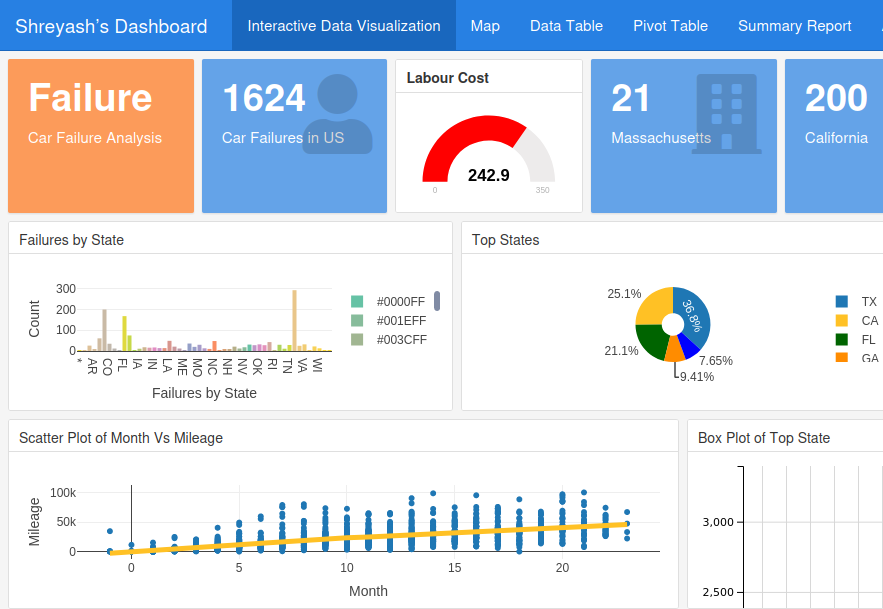 Shreyash's Dashboard
Interactive Data Visualization
Map
Data Table
Pivot Table
Summary Report
Failure
Car Failure Analysis
1624
Car Failures in US
Labour Cost
242.9
0
350
21
Massachusetts
200
California
Failures by State
300
200
100
0
Count
* AR CO FL IA IN LA ME MO NC NH NV OK RI TN VA WI
Failures by State
#0000FF
#001EFF
#003CFF
Top States
25.1%
36.8%
21.1%
7.65%
9.41%
TX
CA
FL
GA
Scatter Plot of Month Vs Mileage
100k
50k
0
Mileage
0 5 10 15 20
Month
Box Plot of Top State
3,000
2,500